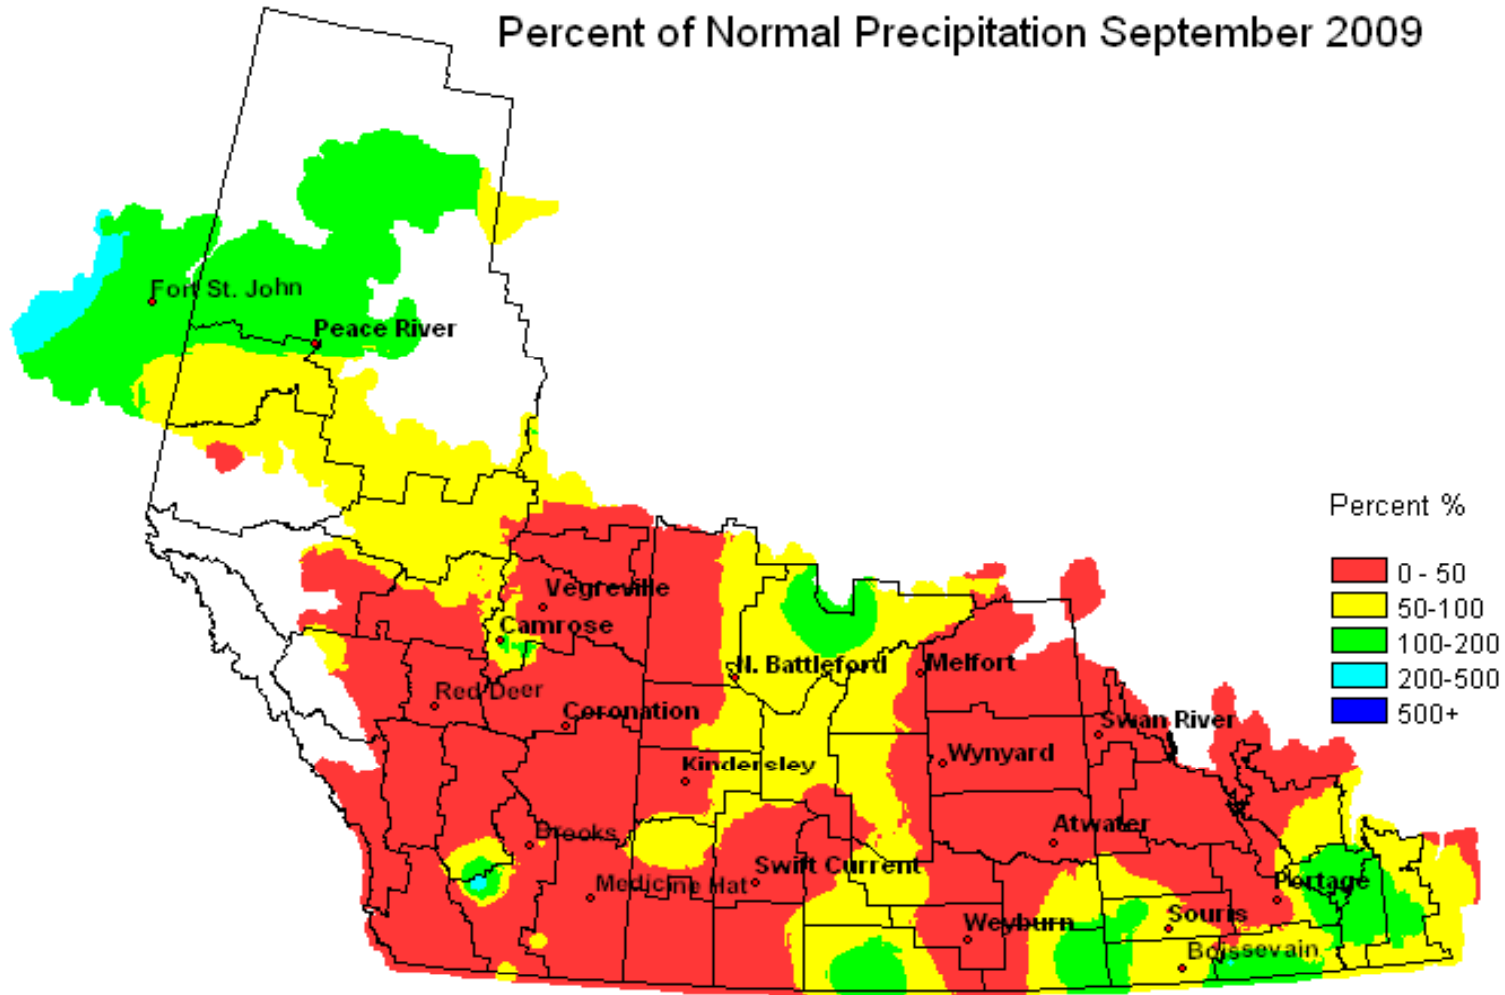 Percent of Normal Precipitation September 2009
Fort St. John
Peace River
Percent %
0 - 50
50-100
100-200
200-500
500+
Vegreville
Camrose
N. Battleford
Melfort
Red Deer
Coronation
Swan River
Kindersley
Wynyard
Brooks
Atwater
Swift Current
Medicine Hat
Portage
Weyburn
Souris
Boissevain